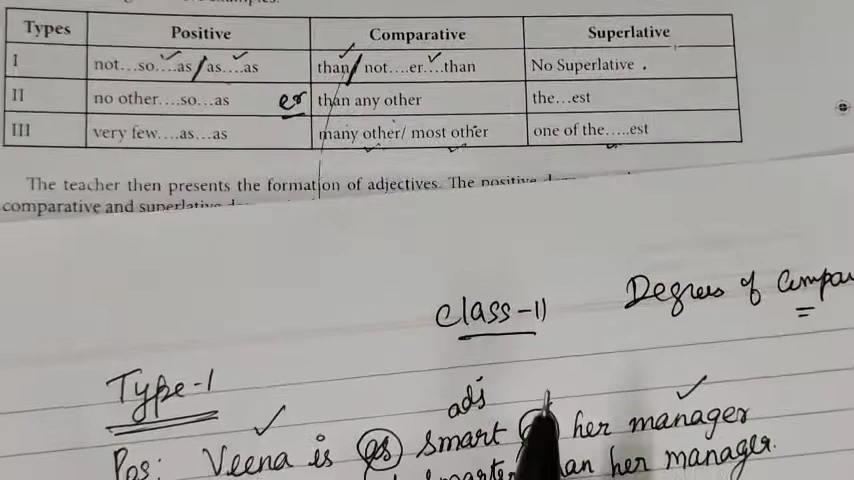 Types Positive Comparative Superlative
I not...so....as / as....as than/ not....er....than No Superlative .
II no other....so...as er than any other the...est
III very few....as...as many other/ most other one of the.....est
The teacher then presents the formation of adjectives. The positive
comparative and superlative
Class-11 Degrees of
Type-1
adj
Pos: Veena is as smart her manager
her manager.